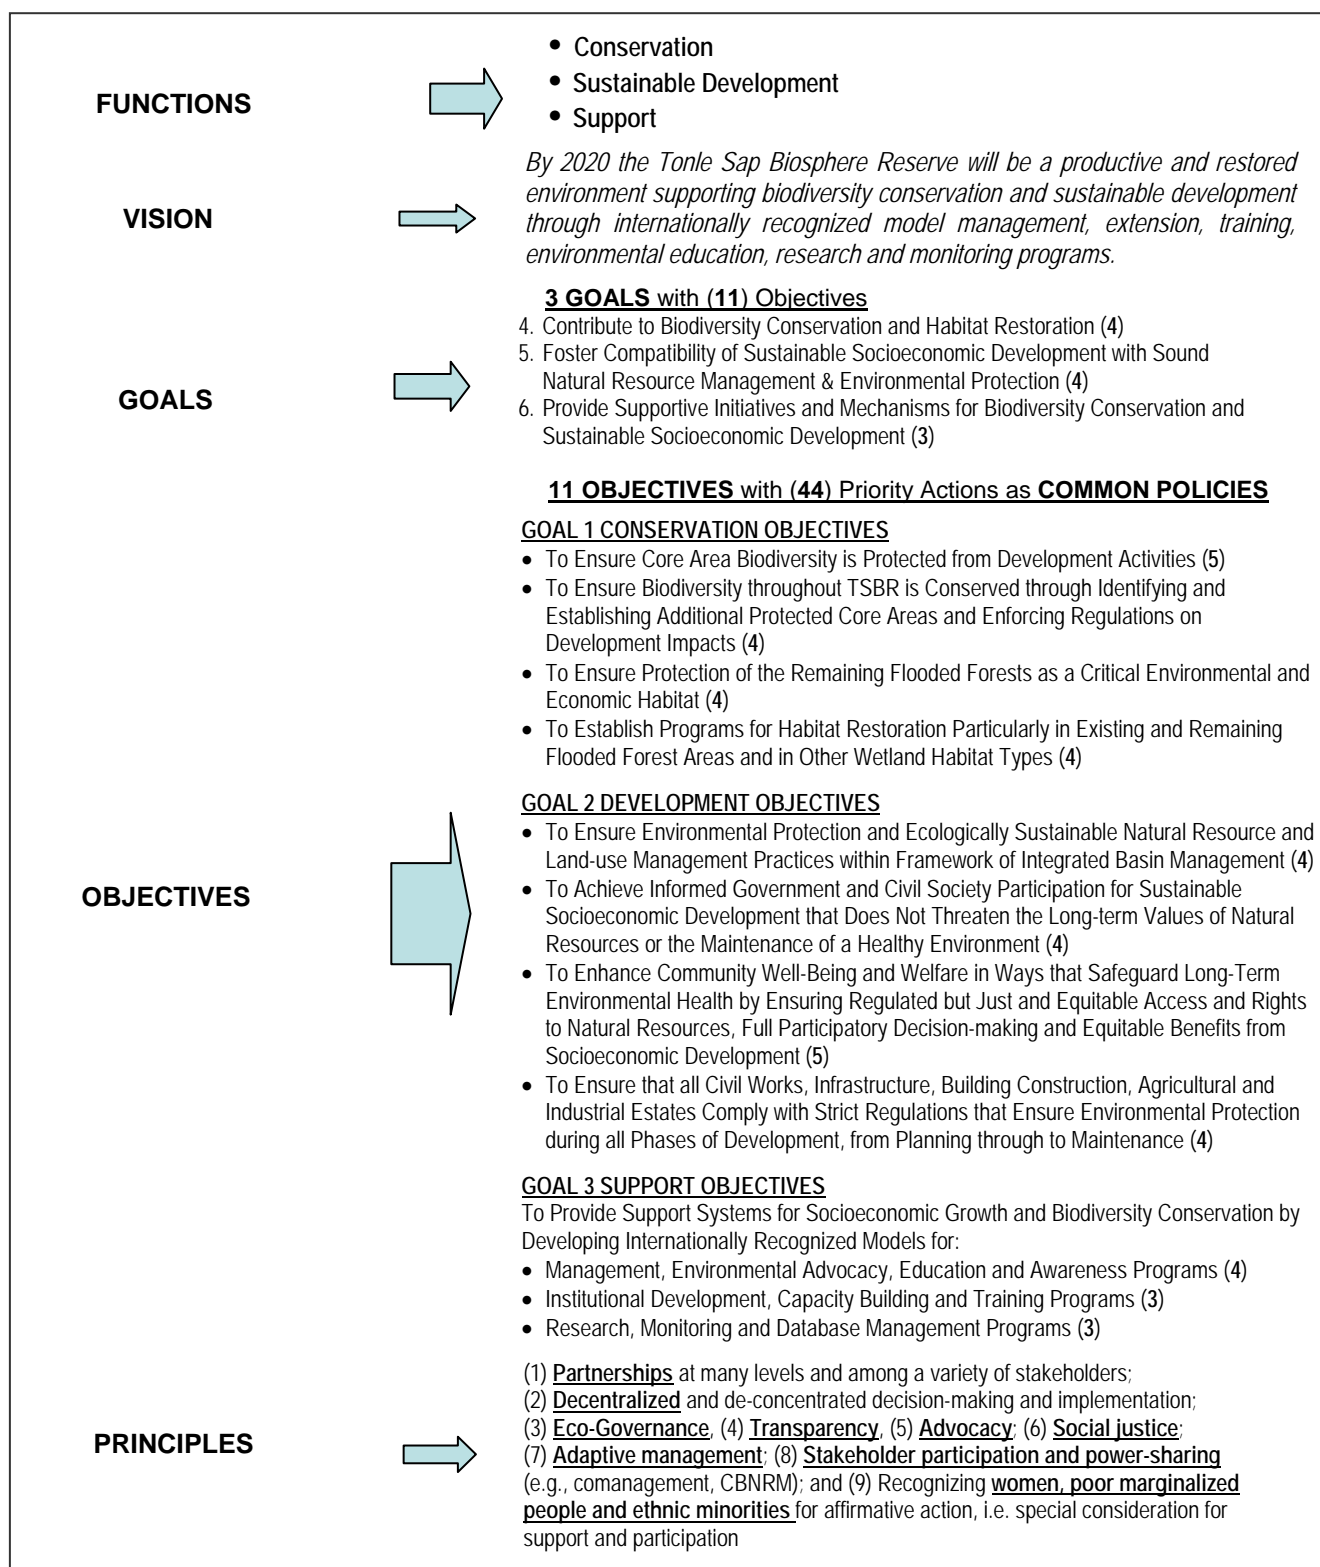 FUNCTIONS
• Conservation
• Sustainable Development
• Support
VISION
By 2020 the Tonle Sap Biosphere Reserve will be a productive and restored
environment supporting biodiversity conservation and sustainable development
through internationally recognized model management, extension, training,
environmental education, research and monitoring programs.
GOALS
3 GOALS with (11) Objectives
4. Contribute to Biodiversity Conservation and Habitat Restoration (4)
5. Foster Compatibility of Sustainable Socioeconomic Development with Sound
Natural Resource Management & Environmental Protection (4)
6. Provide Supportive Initiatives and Mechanisms for Biodiversity Conservation and
Sustainable Socioeconomic Development (3)
OBJECTIVES
11 OBJECTIVES with (44) Priority Actions as COMMON POLICIES
GOAL 1 CONSERVATION OBJECTIVES
• To Ensure Core Area Biodiversity is Protected from Development Activities (5)
• To Ensure Biodiversity throughout TSBR is Conserved through Identifying and
Establishing Additional Protected Core Areas and Enforcing Regulations on
Development Impacts (4)
• To Ensure Protection of the Remaining Flooded Forests as a Critical Environmental and
Economic Habitat (4)
• To Establish Programs for Habitat Restoration Particularly in Existing and Remaining
Flooded Forest Areas and in Other Wetland Habitat Types (4)
GOAL 2 DEVELOPMENT OBJECTIVES
• To Ensure Environmental Protection and Ecologically Sustainable Natural Resource and
Land-use Management Practices within Framework of Integrated Basin Management (4)
• To Achieve Informed Government and Civil Society Participation for Sustainable
Socioeconomic Development that Does Not Threaten the Long-term Values of Natural
Resources or the Maintenance of a Healthy Environment (4)
• To Enhance Community Well-Being and Welfare in Ways that Safeguard Long-Term
Environmental Health by Ensuring Regulated but Just and Equitable Access and Rights
to Natural Resources, Full Participatory Decision-making and Equitable Benefits from
Socioeconomic Development (5)
• To Ensure that all Civil Works, Infrastructure, Building Construction, Agricultural and
Industrial Estates Comply with Strict Regulations that Ensure Environmental Protection
during all Phases of Development, from Planning through to Maintenance (4)
GOAL 3 SUPPORT OBJECTIVES
To Provide Support Systems for Socioeconomic Growth and Biodiversity Conservation by
Developing Internationally Recognized Models for:
• Management, Environmental Advocacy, Education and Awareness Programs (4)
• Institutional Development, Capacity Building and Training Programs (3)
• Research, Monitoring and Database Management Programs (3)
PRINCIPLES
(1) Partnerships at many levels and among a variety of stakeholders;
(2) Decentralized and de-concentrated decision-making and implementation;
(3) Eco-Governance, (4) Transparency, (5) Advocacy; (6) Social justice;
(7) Adaptive management; (8) Stakeholder participation and power-sharing
(e.g., comanagement, CBNRM); and (9) Recognizing women, poor marginalized
people and ethnic minorities for affirmative action, i.e. special consideration for
support and participation